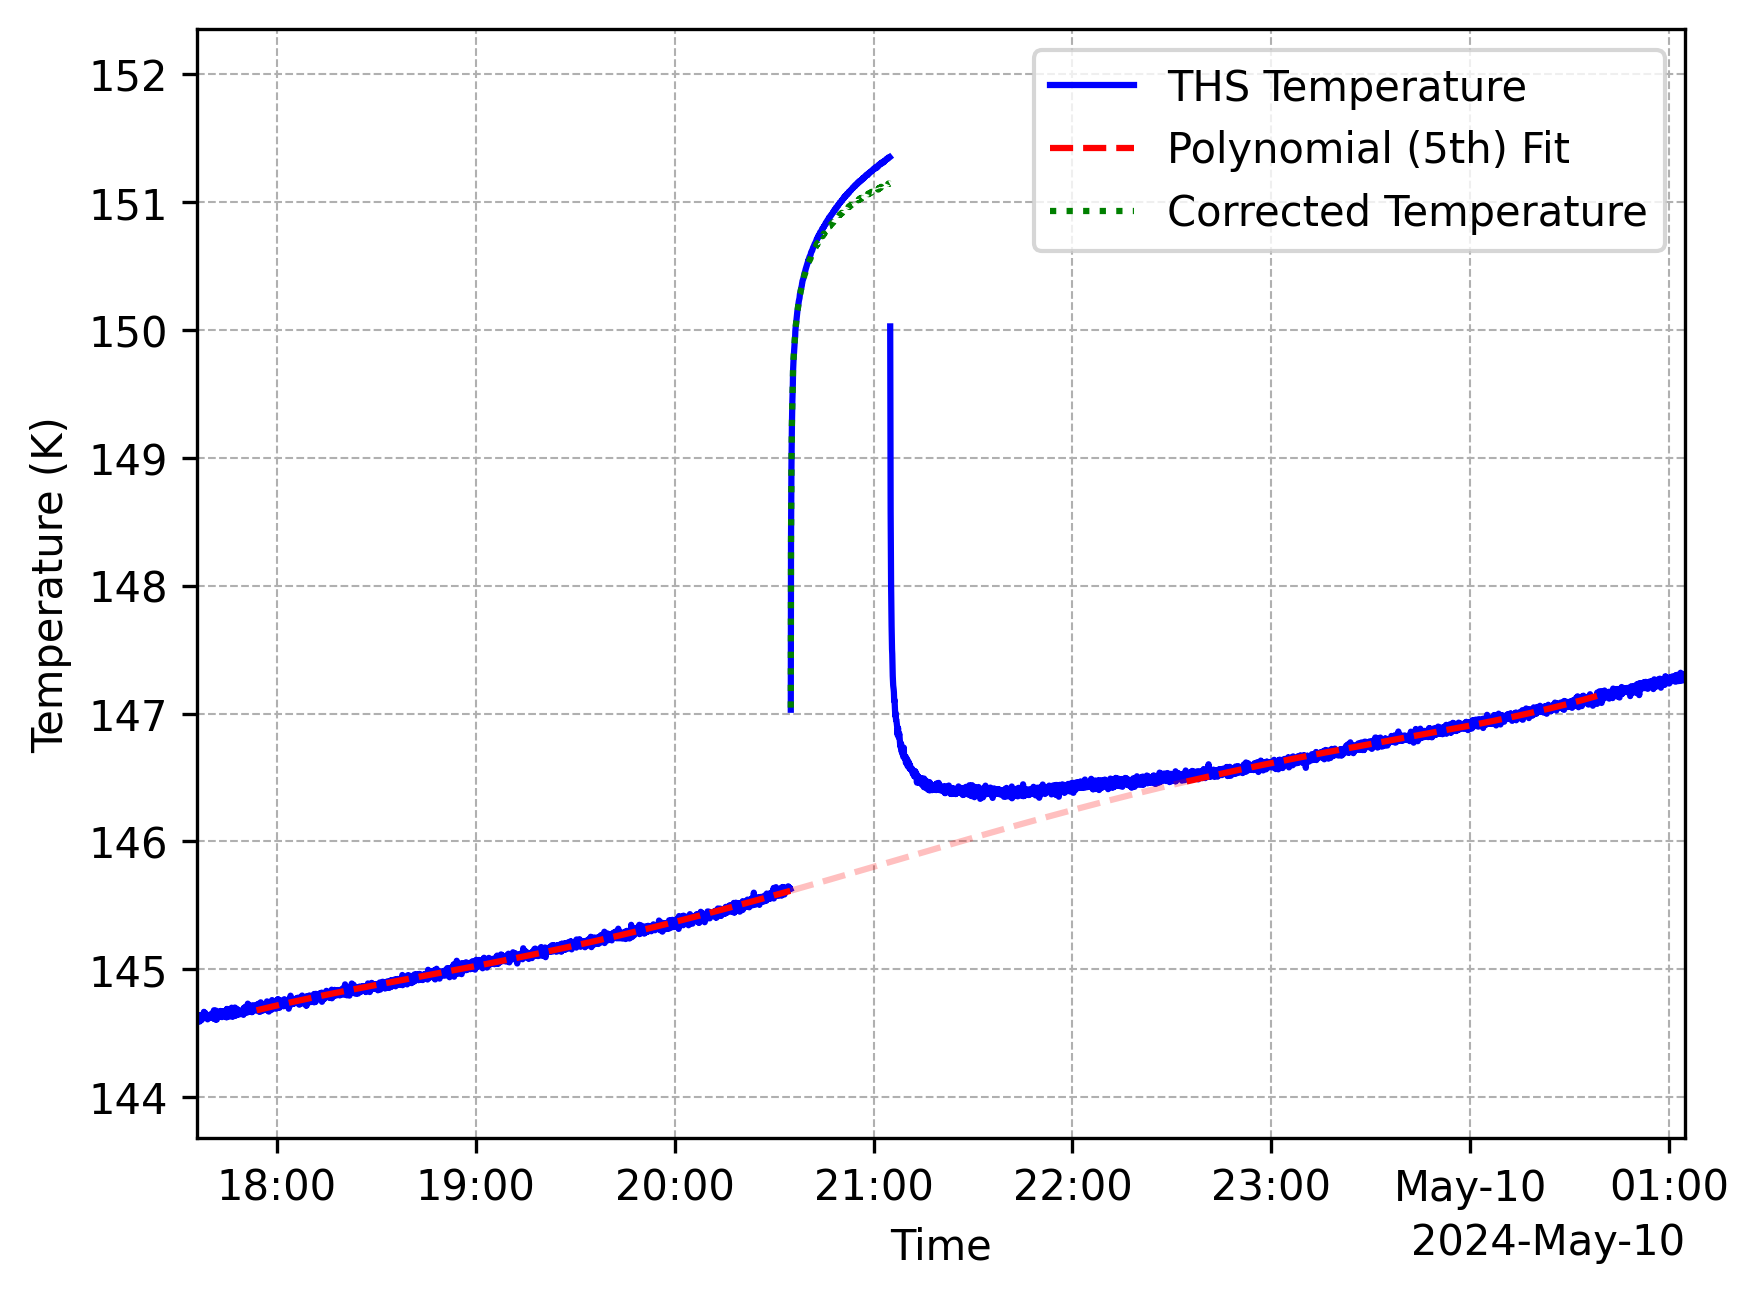 152
151
150
149
148
147
146
145
144
Temperature (K)
THS Temperature
Polynomial (5th) Fit
Corrected Temperature
18:00 19:00 20:00 21:00 22:00 23:00 May-10 01:00
Time
2024-May-10